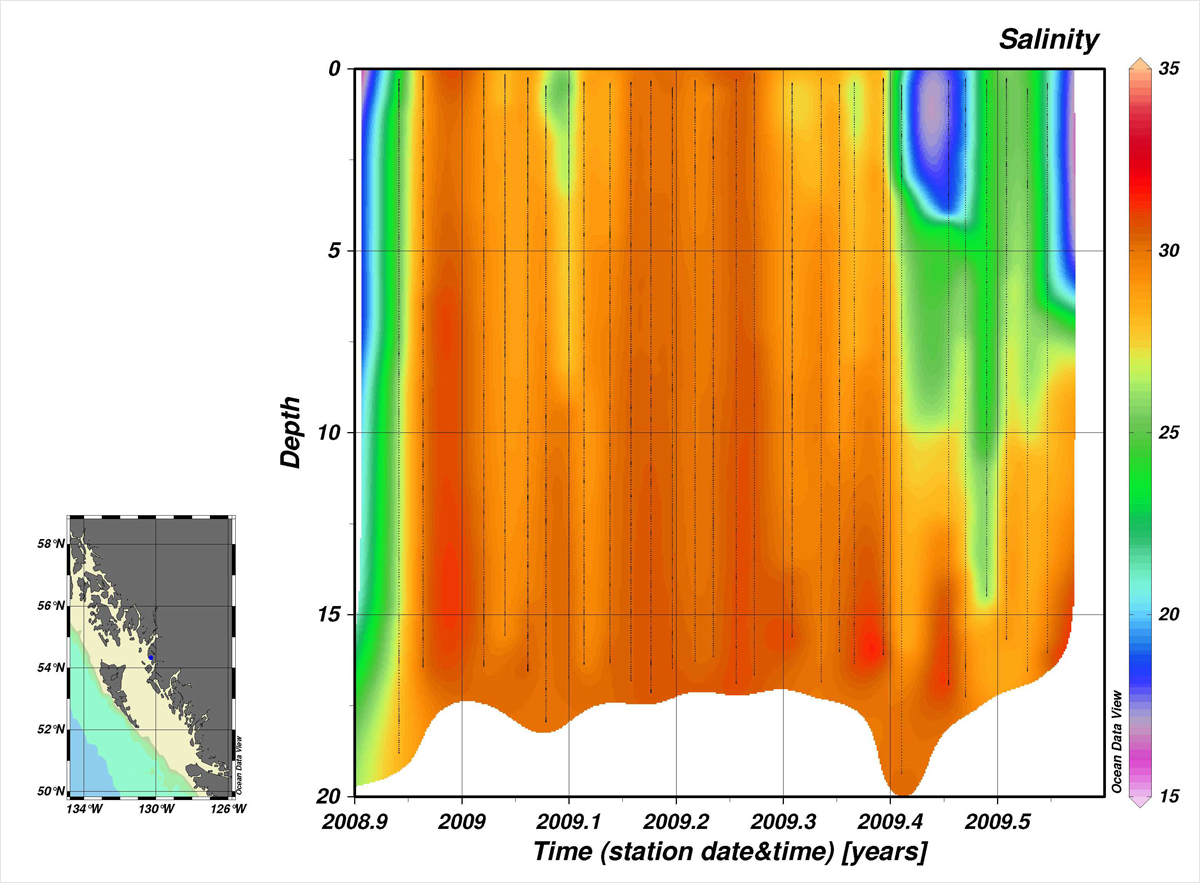 Salinity
0
5
10
15
20
Depth
2008.9 2009 2009.1 2009.2 2009.3 2009.4 2009.5
Time (station date&time) [years]
35
30
25
20
15
Ocean Data View
58°N
56°N
54°N
52°N
50°N
134°W 130°W 126°W
Ocean Data View